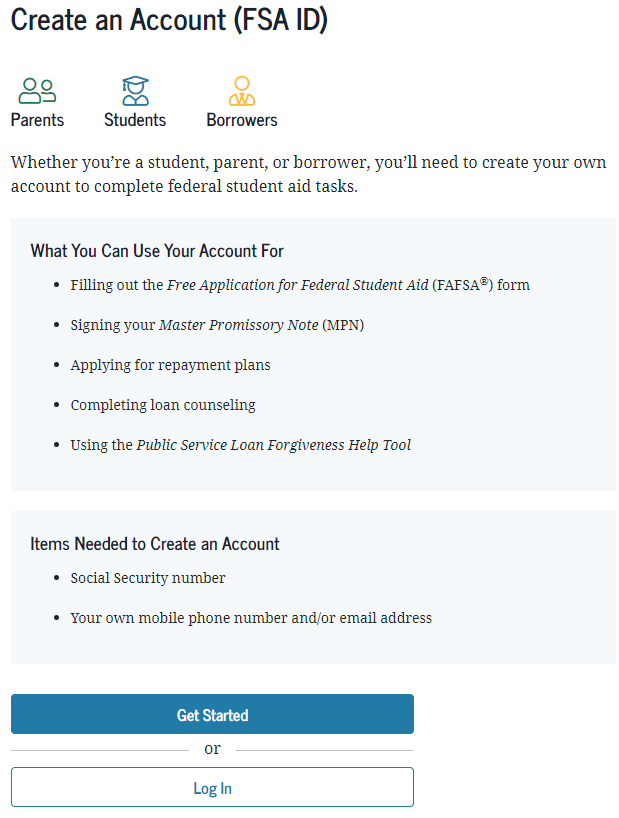 Create an Account (FSA ID)
Parents Students Borrowers
Whether you’re a student, parent, or borrower, you’ll need to create your own
account to complete federal student aid tasks.
What You Can Use Your Account For
• Filling out the Free Application for Federal Student Aid (FAFSA®) form
• Signing your Master Promissory Note (MPN)
• Applying for repayment plans
• Completing loan counseling
• Using the Public Service Loan Forgiveness Help Tool
Items Needed to Create an Account
• Social Security number
• Your own mobile phone number and/or email address
Get Started
or
Log In